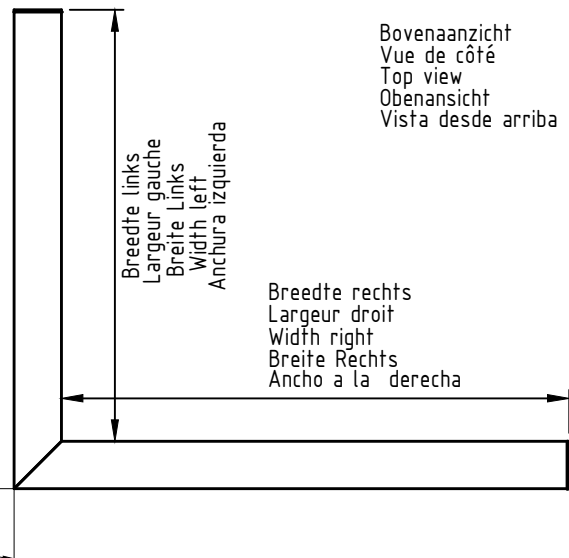 Bovenaanzicht
Vue de côté
Top view
Obenansicht
Vista desde arriba
Breedte links
Largeur gauche
Breite Links
Width left
Anchura izquierda
Breedte rechts
Largeur droit
Width right
Breite Rechts
Ancho a la  derecha